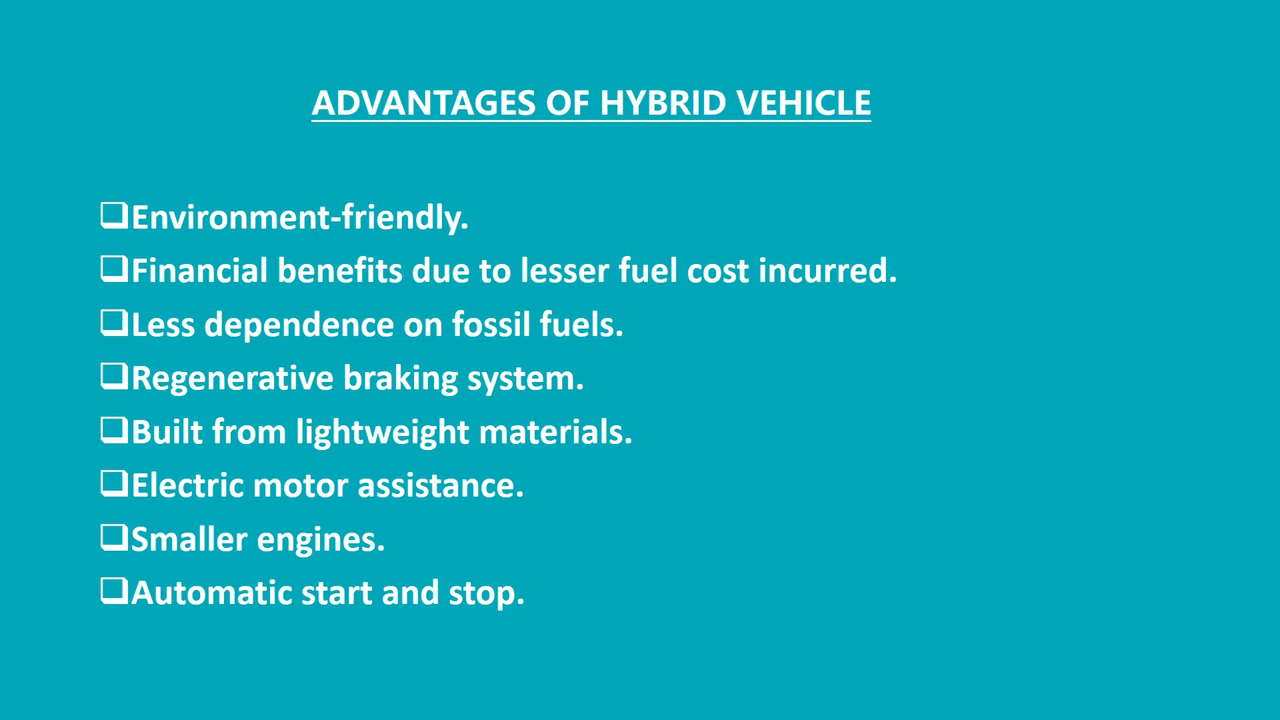 ADVANTAGES OF HYBRID VEHICLE
❑Environment-friendly.
❑Financial benefits due to lesser fuel cost incurred.
❑Less dependence on fossil fuels.
❑Regenerative braking system.
❑Built from lightweight materials.
❑Electric motor assistance.
❑Smaller engines.
❑Automatic start and stop.